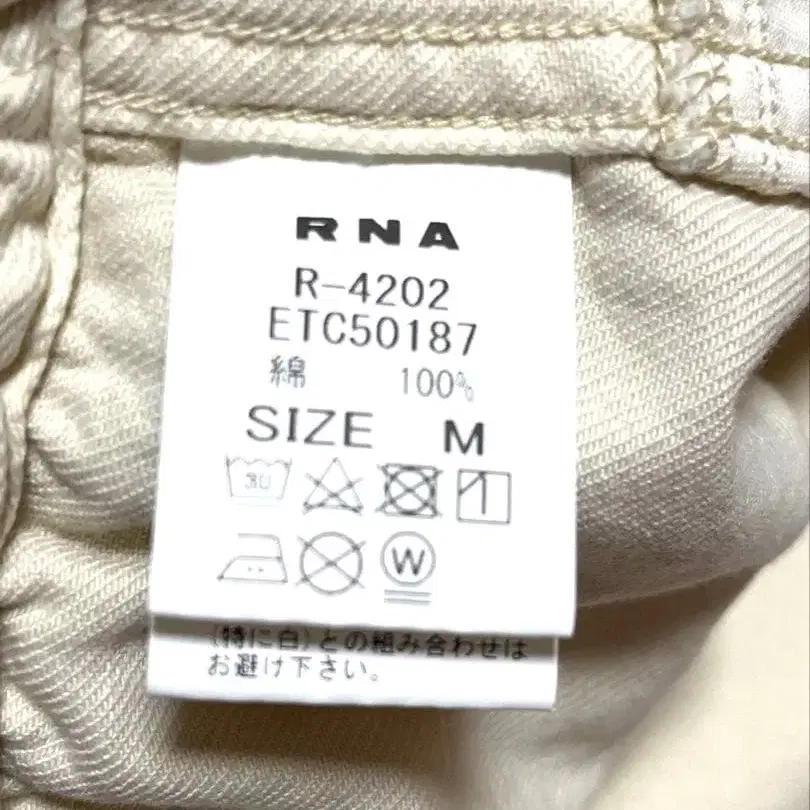 RNA
R-4202
ETC50187
綿 100%
SIZE M
30
W
(特に白)との組み合わせは
お避け下さい。